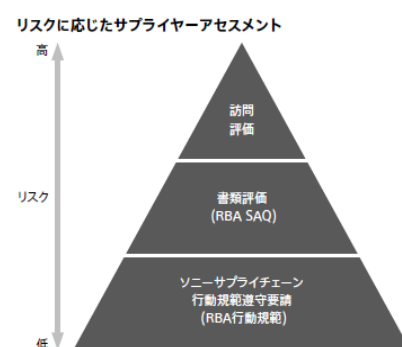 リスクに応じたサプライヤーアセスメント
高
訪問
評価
リスク
書類評価
(RBA SAQ)
ソニーサプライチェーン
行動規範遵守要請
(RBA行動規範)
低